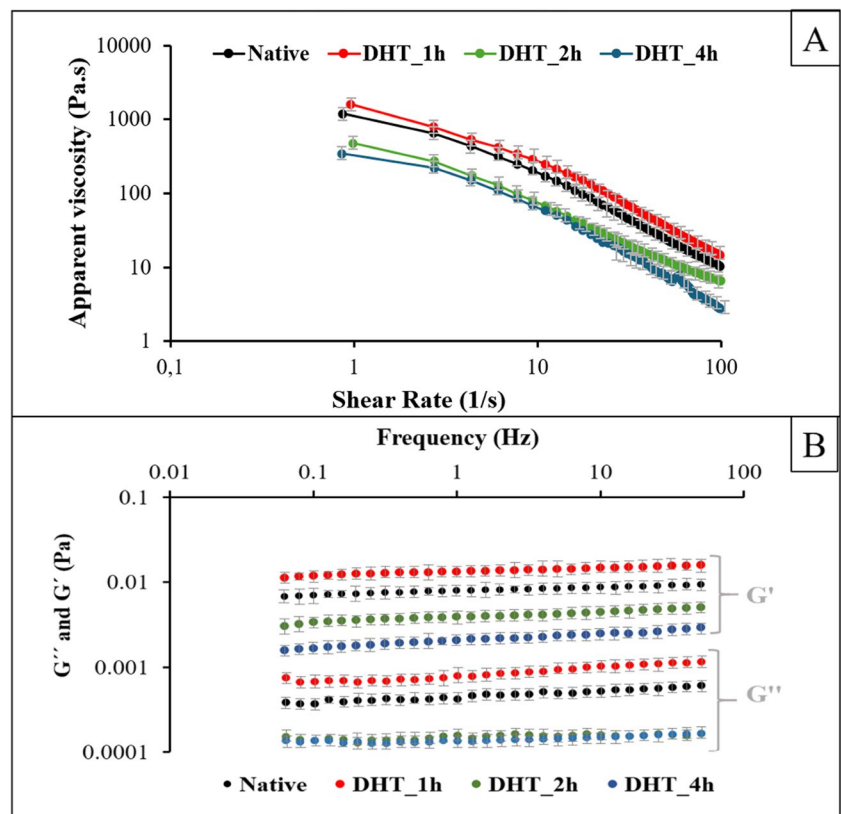 A
Native DHT_1h DHT_2h DHT_4h
Apparent viscosity (Pa.s)
10000
1000
100
10
1
0,1 1 10 100
Shear Rate (1/s)
B
Frequency (Hz)
0.01 0.1 1 10 100
G´´ and G´ (Pa)
0.1
0.01
0.001
0.0001
G'
G''
Native DHT_1h DHT_2h DHT_4h